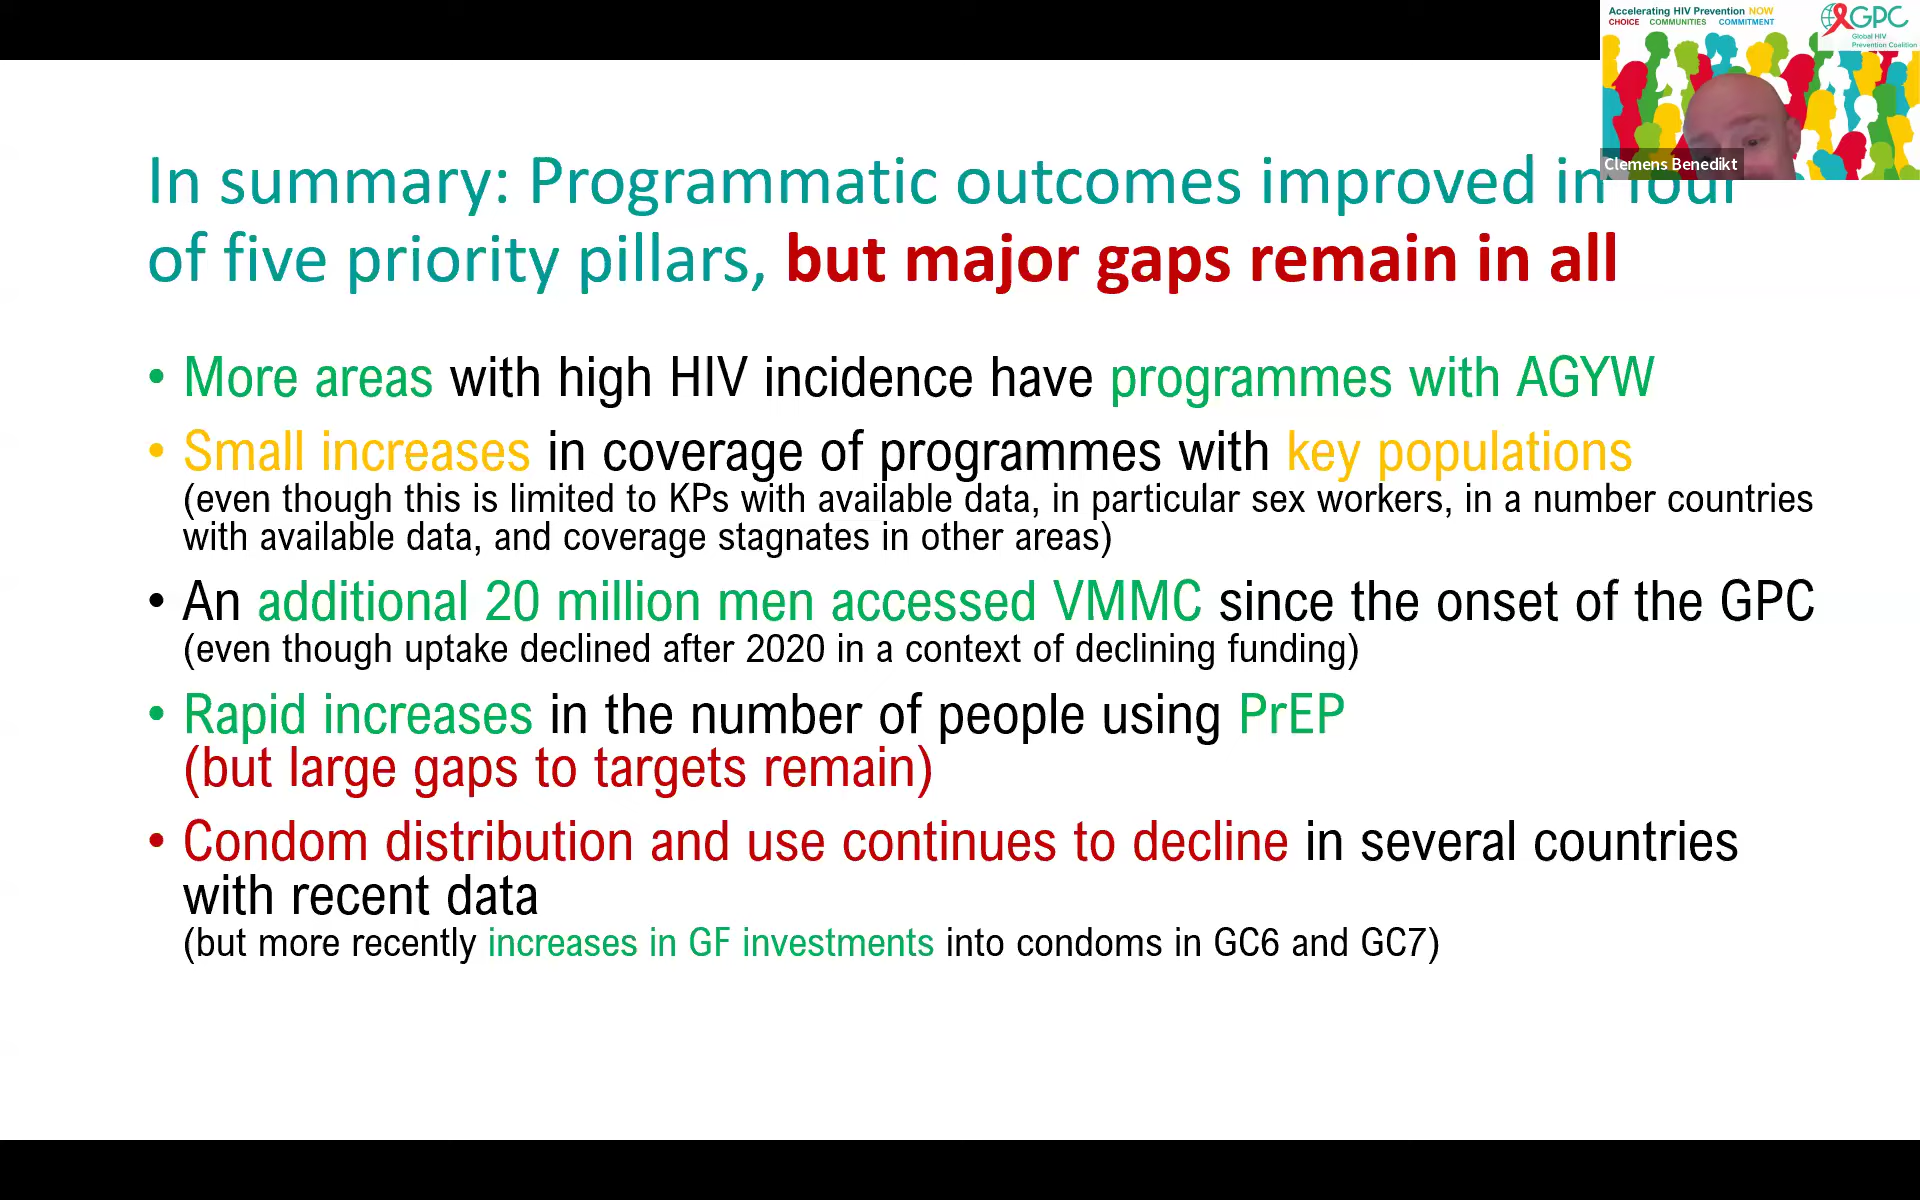 Accelerating HIV Prevention NOW
CHOICE COMMUNITIES COMMITMENT
GPC
Global HIV
Prevention Coalition
Clemens Benedikt
In summary: Programmatic outcomes improved in four
of five priority pillars, but major gaps remain in all
• More areas with high HIV incidence have programmes with AGYW
• Small increases in coverage of programmes with key populations
(even though this is limited to KPs with available data, in particular sex workers, in a number countries
with available data, and coverage stagnates in other areas)
• An additional 20 million men accessed VMMC since the onset of the GPC
(even though uptake declined after 2020 in a context of declining funding)
• Rapid increases in the number of people using PrEP
(but large gaps to targets remain)
• Condom distribution and use continues to decline in several countries
with recent data
(but more recently increases in GF investments into condoms in GC6 and GC7)